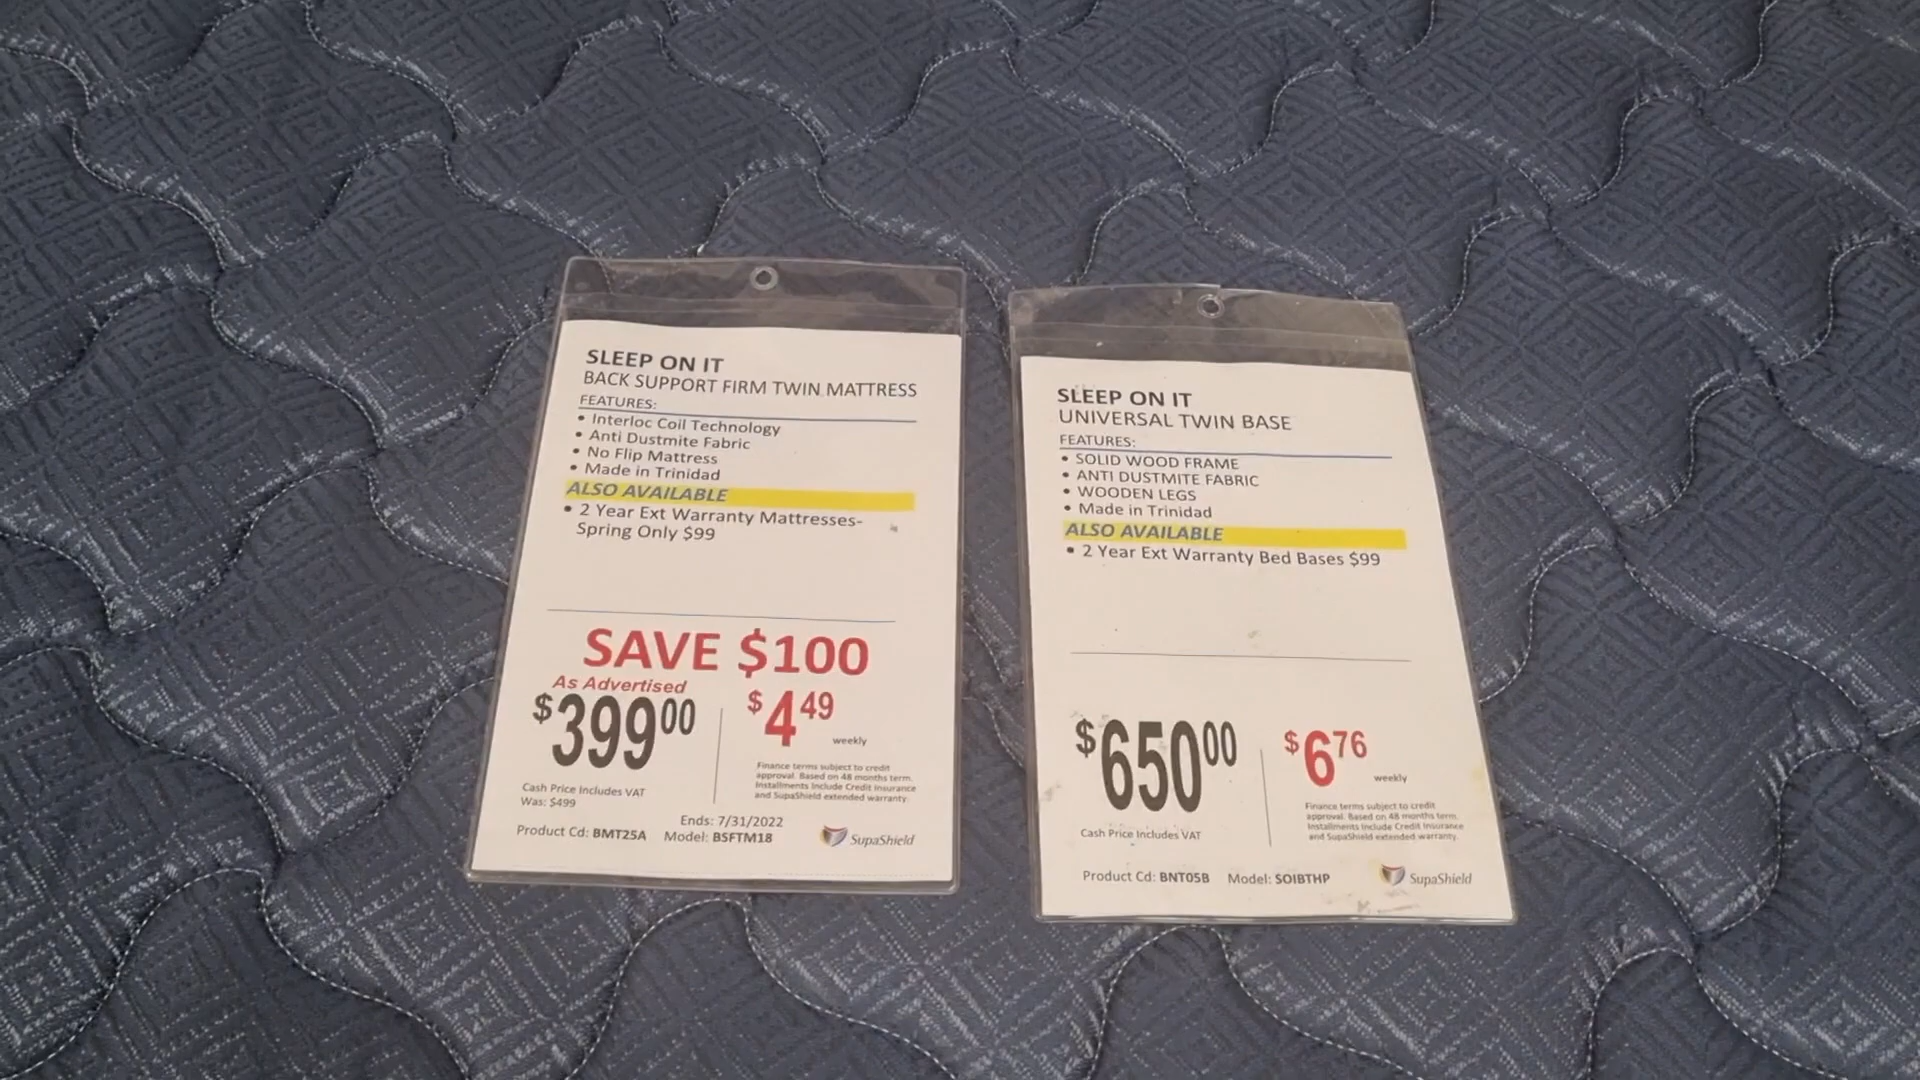 SLEEP ON IT
BACK SUPPORT FIRM TWIN MATTRESS
FEATURES:
• Interloc Coil Technology
• Anti Dustmite Fabric
• No Flip Mattress
• Made in Trinidad
ALSO AVAILABLE
• 2 Year Ext Warranty Mattresses-
Spring Only $99
SAVE $100
As Advertised
$399.00
$4.49
weekly
Cash Price Includes VAT
Was: $499
Finance terms subject to credit
approval. Based on 48 months term.
Installments Include Credit Insurance
and SupaShield extended warranty.
Ends: 7/31/2022
Product Cd: BMT25A Model: BSFTM18
SupaShield
SLEEP ON IT
UNIVERSAL TWIN BASE
FEATURES:
• SOLID WOOD FRAME
• ANTI DUSTMITE FABRIC
• WOODEN LEGS
• Made in Trinidad
ALSO AVAILABLE
• 2 Year Ext Warranty Bed Bases $99
$650.00
$6.76
weekly
Cash Price Includes VAT
Finance terms subject to credit
approval. Based on 48 months term.
Installments Include Credit Insurance
and SupaShield extended warranty.
Product Cd: BNT05B Model: SOIBTHP
SupaShield